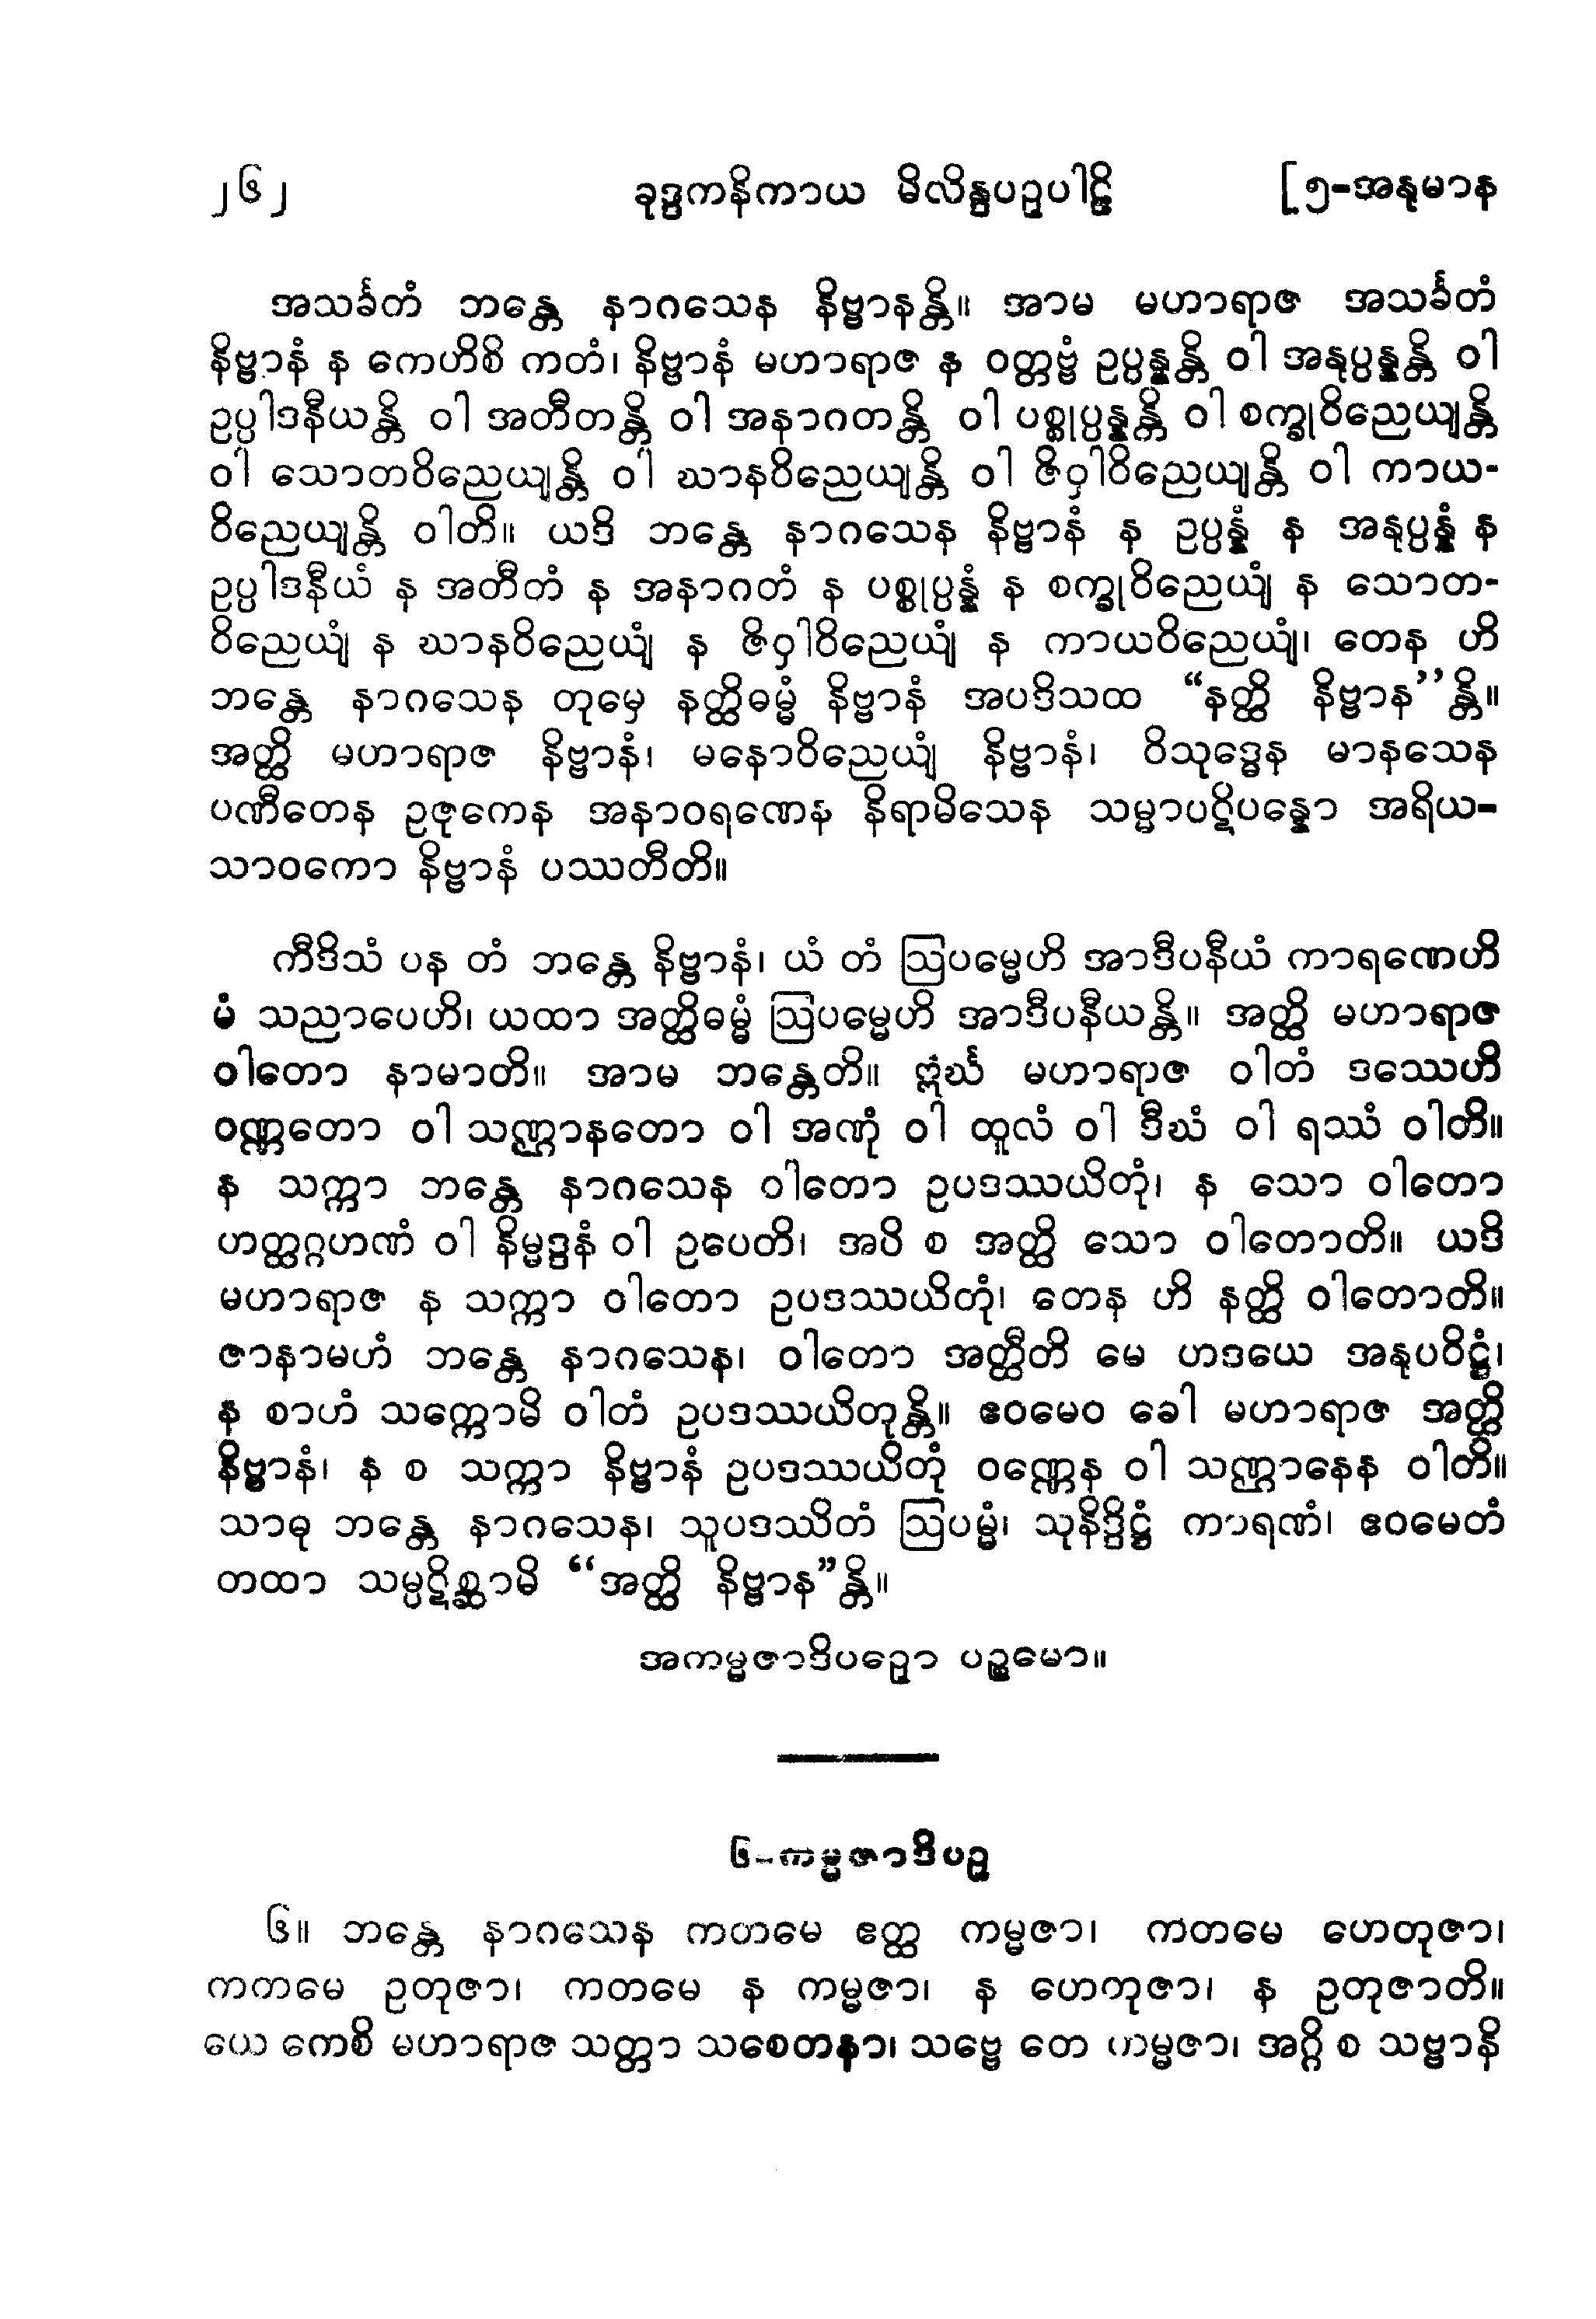 ၂၆၂ ခုဒ္ဒကနိကာယ မိလိန္ဒပဉှပါဠိ [၅-အနုမာန
အသင်္ခတံ ဘန္တေ နာဂသေန နိဗ္ဗာနန္တိ။ အာမ မဟာရာဇ အသင်္ခတံ
နိဗ္ဗာနံ န ကေဟိစိ ကတံ၊ နိဗ္ဗာနံ မဟာရာဇ န ဝတ္တဗ္ဗံ ဥပ္ပန္နန္တိ ဝါ အနုပ္ပန္နန္တိ ဝါ
ဥပ္ပါဒနီယန္တိ ဝါ အတီတန္တိ ဝါ အနာဂတန္တိ ဝါ ပစ္စုပ္ပန္နန္တိ ဝါ စက္ခုဝိညေယျန္တိ
ဝါ သောတဝိညေယျန္တိ ဝါ ဃာနဝိညေယျန္တိ ဝါ ဇိဝှါဝိညေယျန္တိ ဝါ ကာယ-
ဝိညေယျန္တိ ဝါတိ။ ယဒိ ဘန္တေ နာဂသေန နိဗ္ဗာနံ န ဥပ္ပန္နံ န အနုပ္ပန္နံ န
ဥပ္ပါဒနီယံ န အတီတံ န အနာဂတံ န ပစ္စုပ္ပန္နံ န စက္ခုဝိညေယျံ န သောတ-
ဝိညေယျံ န ဃာနဝိညေယျံ န ဇိဝှါဝိညေယျံ န ကာယဝိညေယျံ၊ တေန ဟိ
ဘန္တေ နာဂသေန တုမှေ နတ္ထိဓမ္မံ နိဗ္ဗာနံ အပဒိသထ “နတ္ထိ နိဗ္ဗာန’’န္တိ။
အတ္ထိ မဟာရာဇ နိဗ္ဗာနံ၊ မနောဝိညေယျံ နိဗ္ဗာနံ၊ ဝိသုဒ္ဓေန မာနသေန
ပဏီတေန ဥဇုကေန အနာဝရဏေန နိရာမိသေန သမ္မာပဋိပန္နော အရိယ-
သာဝကော နိဗ္ဗာနံ ပဿတီတိ။
ကီဒိသံ ပန တံ ဘန္တေ နိဗ္ဗာနံ၊ ယံ တံ ဩပမ္မေဟိ အာဒီပနီယံ ကာရဏေဟိ
မံ သညာပေဟိ၊ ယထာ အတ္ထိဓမ္မံ ဩပမ္မေဟိ အာဒီပနီယန္တိ။ အတ္ထိ မဟာရာဇ
ဝါတော နာမာတိ။ အာမ ဘန္တေတိ။ ဣင်္ဃ မဟာရာဇ ဝါတံ ဒဿေဟိ
ဝဏ္ဏတော ဝါ သဏ္ဌာနတော ဝါ အဏုံ ဝါ ထူလံ ဝါ ဒီဃံ ဝါ ရဿံ ဝါတိ။
န သက္ကာ ဘန္တေ နာဂသေန ဝါတော ဥပဒဿယိတုံ၊ န သော ဝါတော
ဟတ္ထဂ္ဂဟဏံ ဝါ နိမ္မဒ္ဒနံ ဝါ ဥပေတိ၊ အပိ စ အတ္ထိ သော ဝါတောတိ။ ယဒိ
မဟာရာဇ န သက္ကာ ဝါတော ဥပဒဿယိတုံ၊ တေန ဟိ နတ္ထိ ဝါတောတိ။
ဇာနာမဟံ ဘန္တေ နာဂသေန၊ ဝါတော အတ္ထီတိ မေ ဟဒယေ အနုပဝိဋ္ဌံ၊
န စာဟံ သက္ကောမိ ဝါတံ ဥပဒဿယိတုန္တိ။ ဧဝမေဝ ခေါ မဟာရာဇ အတ္ထိ
နိဗ္ဗာနံ၊ န စ သက္ကာ နိဗ္ဗာနံ ဥပဒဿယိတုံ ဝဏ္ဏေန ဝါ သဏ္ဌာနေန ဝါတိ။
သာဓု ဘန္တေ နာဂသေန၊ သူပဒဿိတံ ဩပမ္မံ၊ သုနိဒ္ဒိဋ္ဌံ ကာရဏံ၊ ဧဝမေတံ
တထာ သမ္ပဋိစ္ဆာမိ “အတ္ထိ နိဗ္ဗာန”န္တိ။
အကမ္မဇာဒိပဉှော ပဉ္စမော။
၆-ကမ္မဇာဒိပဉှ
၆။ ဘန္တေ နာဂသေန ကတမေ ဧတ္ထ ကမ္မဇာ၊ ကတမေ ဟေတုဇာ၊
ကတမေ ဥတုဇာ၊ ကတမေ န ကမ္မဇာ၊ န ဟေတုဇာ၊ န ဥတုဇာတိ။
ယေ ကေစိ မဟာရာဇ သတ္တာ သစေတနာ၊ သဗ္ဗေ တေ ကမ္မဇာ၊ အဂ္ဂိ စ သဗ္ဗာနိ